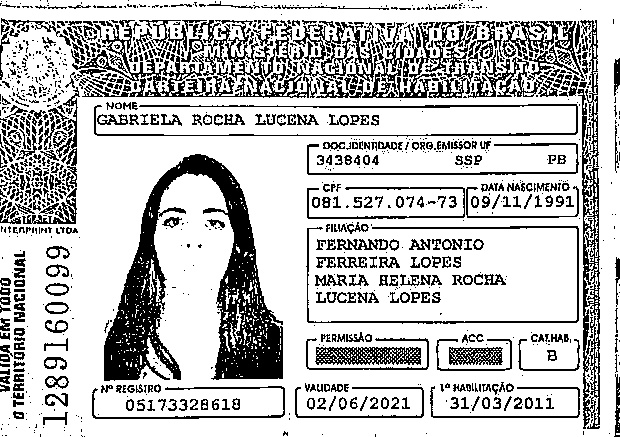 REPÚBLICA FEDERATIVA DO BRASIL
MINISTÉRIO DAS CIDADES
DEPARTAMENTO NACIONAL DE TRÂNSITO
CARTEIRA NACIONAL DE HABILITAÇÃO
NOME
GABRIELA ROCHA LUCENA LOPES
DOC. IDENTIDADE / ORG. EMISSOR UF
3438404 SSP PB
CPF DATA NASCIMENTO
081.527.074-73 09/11/1991
FILIAÇÃO
FERNANDO ANTONIO
FERREIRA LOPES
MARIA HELENA ROCHA
LUCENA LOPES
PERMISSÃO ACC CAT.HAB.
B
Nº REGISTRO VALIDADE 1ª HABILITAÇÃO
05173328618 02/06/2021 31/03/2011
INTERPRINT LTDA
VÁLIDA EM TODO
O TERRITÓRIO NACIONAL
1289160099